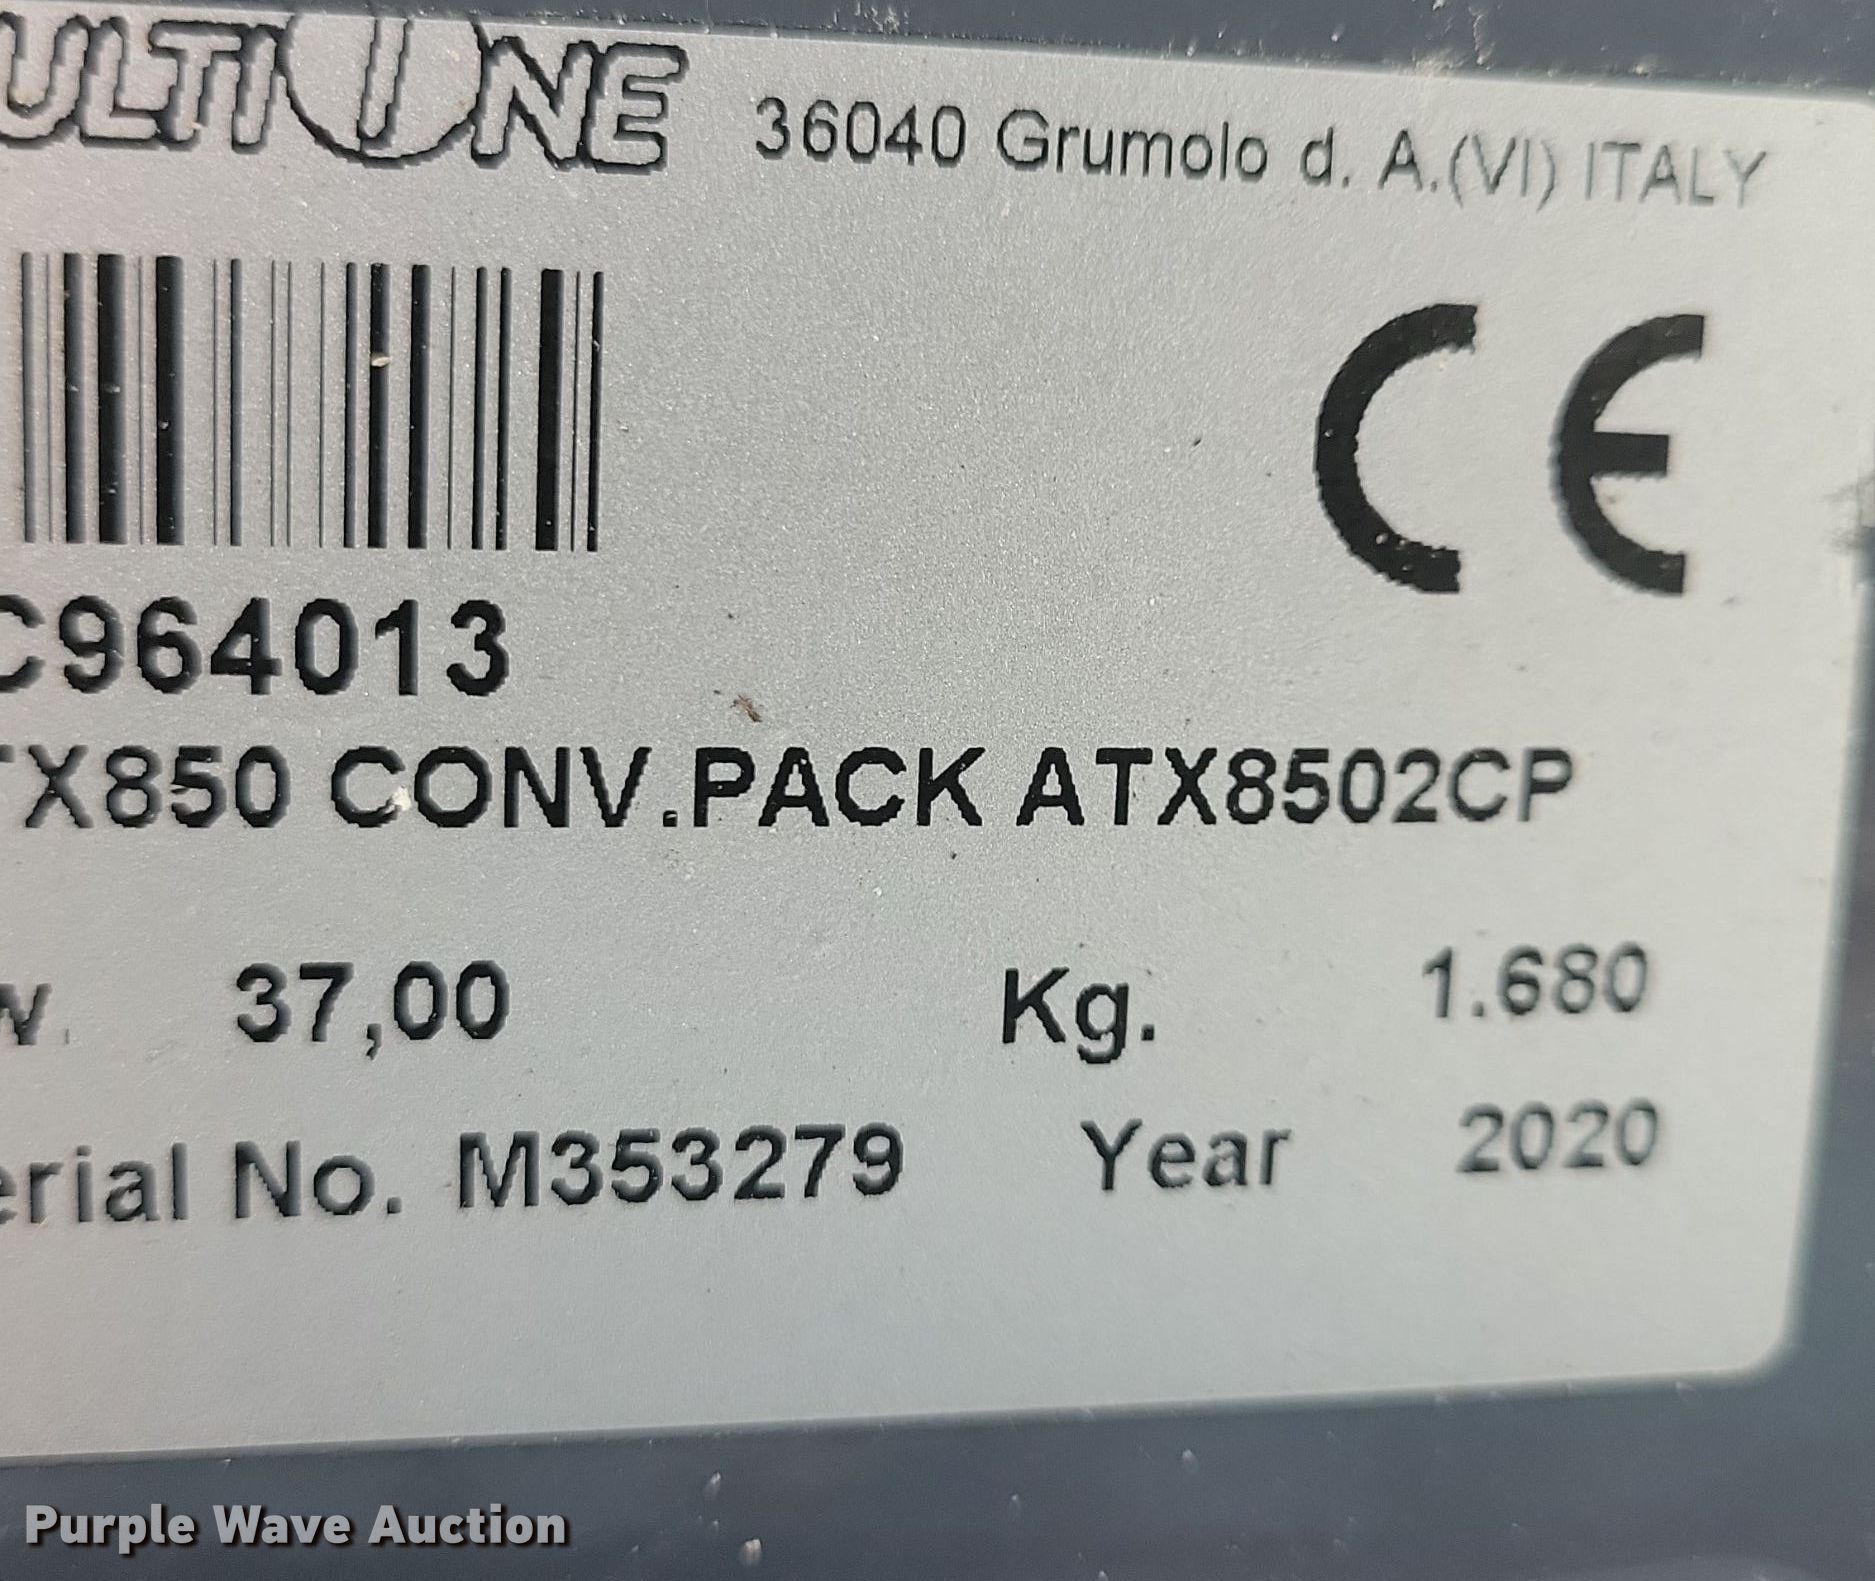 ULTIONE 36040 Grumolo d. A.(VI) ITALY
CE
C964013
TX850 CONV.PACK ATX8502CP
w. 37,00 Kg. 1.680
erial No. M353279 Year 2020
Purple Wave Auction